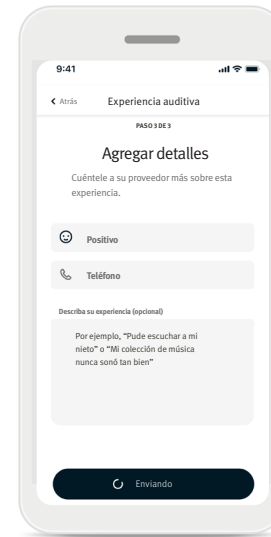 9:41
Atrás
Experiencia auditiva
PASO 3 DE 3
Agregar detalles
Cuéntele a su proveedor más sobre esta
experiencia.
Positivo
Teléfono
Describa su experiencia (opcional)
Por ejemplo, “Pude escuchar a mi
nieto” o “Mi colección de música
nunca sonó tan bien”
Enviando